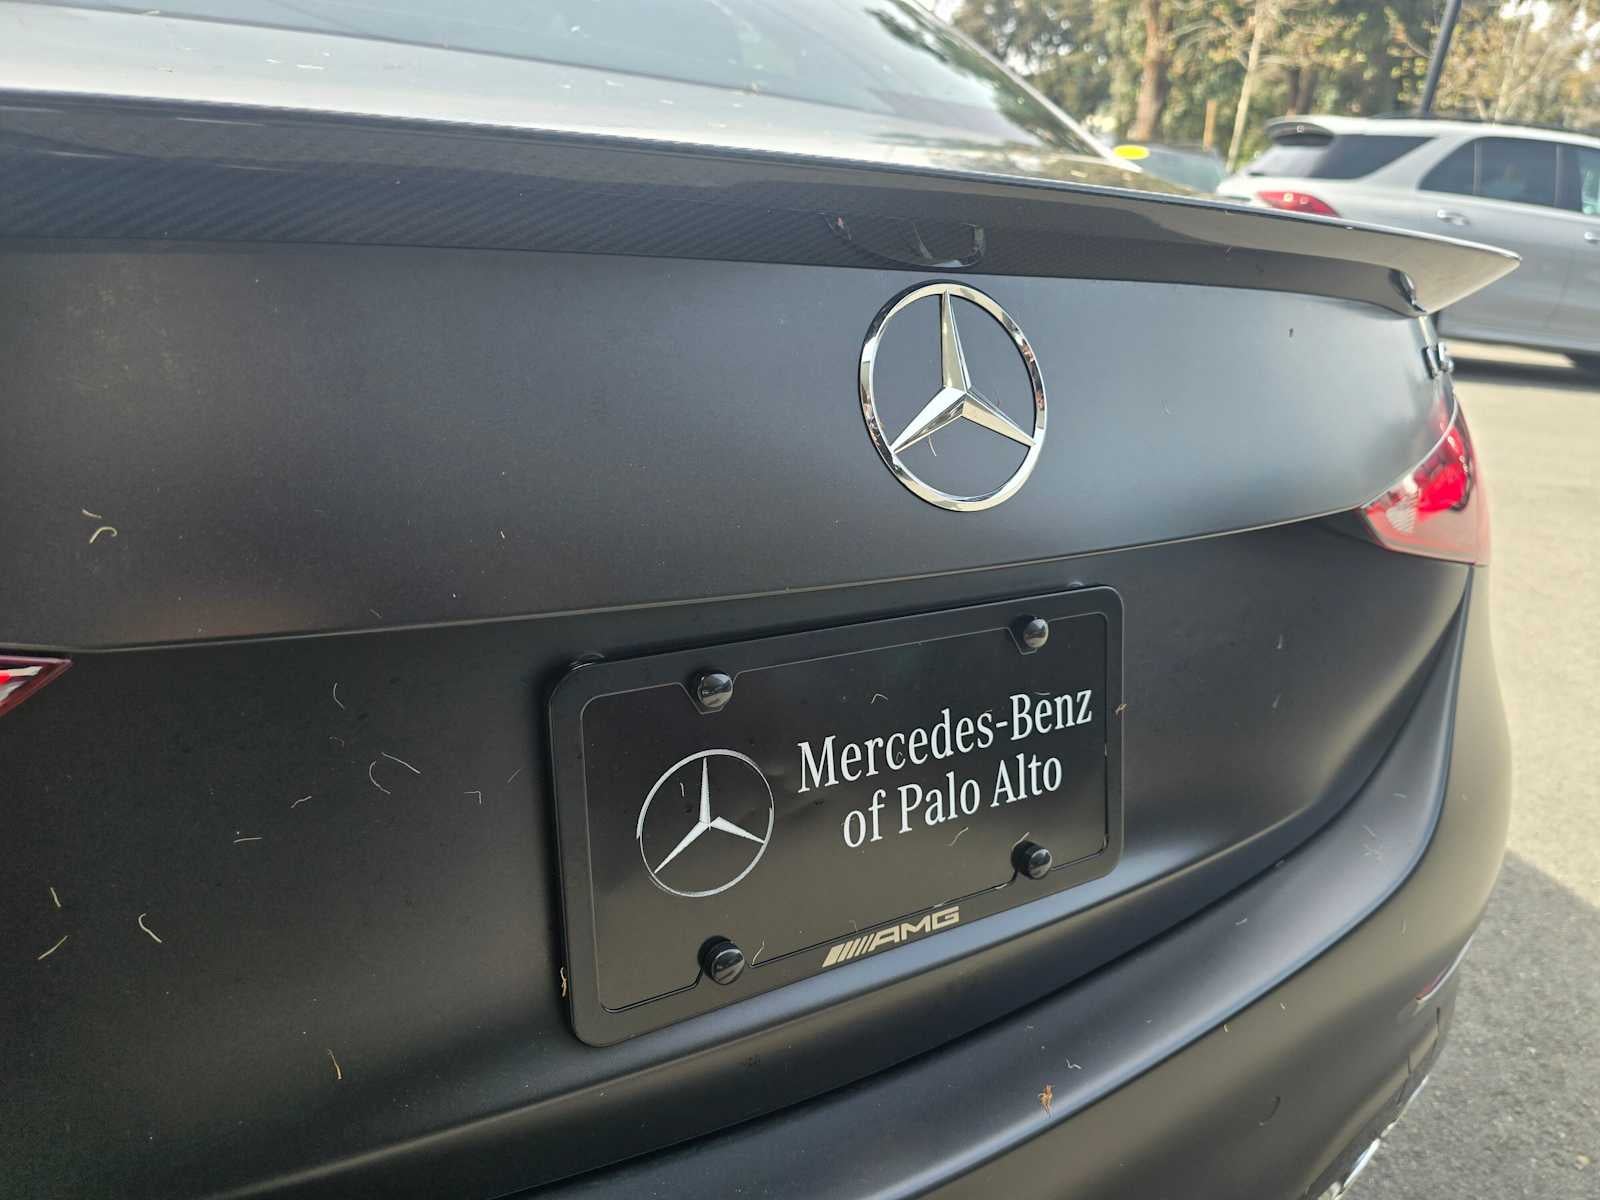 Mercedes-Benz
of Palo Alto
AMG